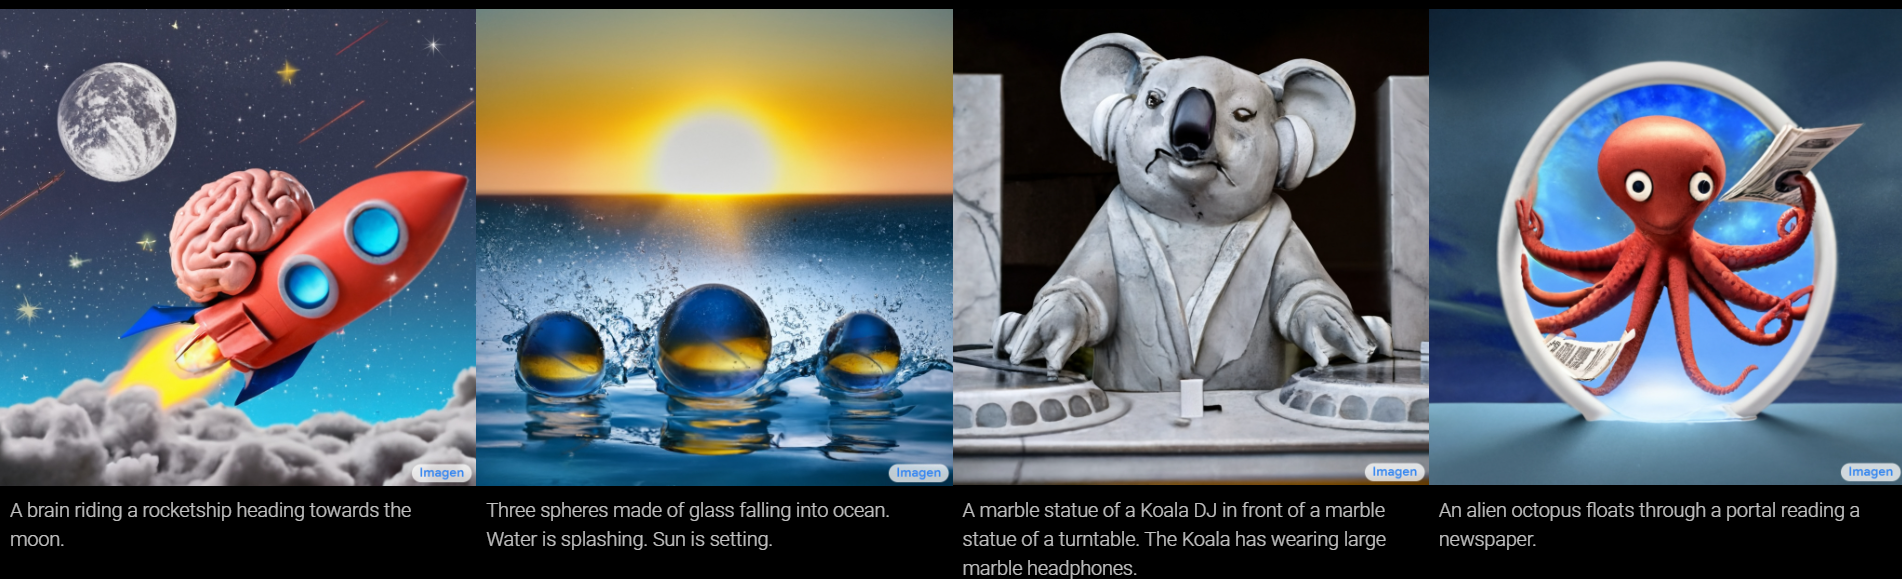 Imagen
Imagen
Imagen
Imagen
A brain riding a rocketship heading towards the
moon.
Three spheres made of glass falling into ocean.
Water is splashing. Sun is setting.
A marble statue of a Koala DJ in front of a marble
statue of a turntable. The Koala has wearing large
marble headphones.
An alien octopus floats through a portal reading a
newspaper.